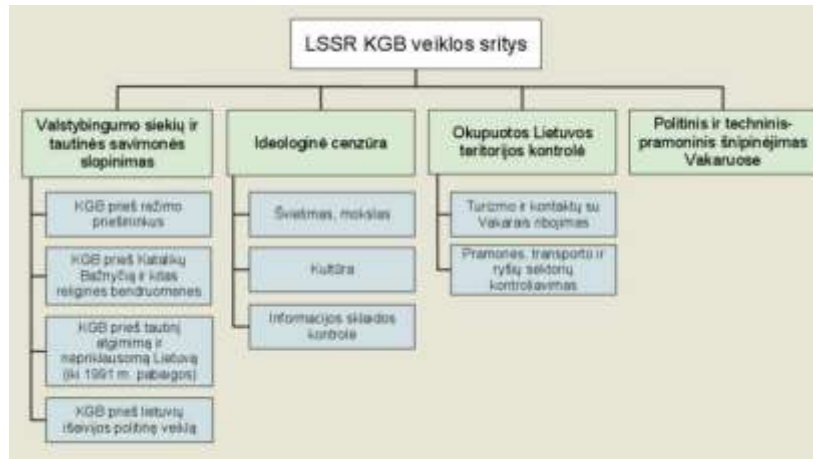 LSSR KGB veiklos sritys
Valstybingumo siekių ir
tautinės savimonės
slopinimas
KGB prieš režimo
priešininkus
KGB prieš Katalikų
Bažnyčią ir kitas
religines bendruomenes
KGB prieš tautinį
atgimimą ir
nepriklausomą Lietuvą
(iki 1991 m. pabaigos)
KGB prieš lietuvių
išeivijos politinę veiklą
Ideologinė cenzūra
Švietimas, mokslas
Kultūra
Informacijos sklaidos
kontrolė
Okupuotos Lietuvos
teritorijos kontrolė
Turizmo ir kontaktų su
Vakarais ribojimas
Pramonės, transporto ir
ryšių sektorių
kontroliavimas
Politinis ir techninis-
pramoninis šnipinėjimas
Vakaruose